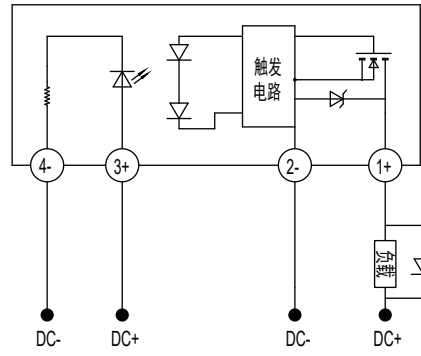 触发
电路
4-
3+
2-
1+
负载
DC-
DC+
DC-
DC+